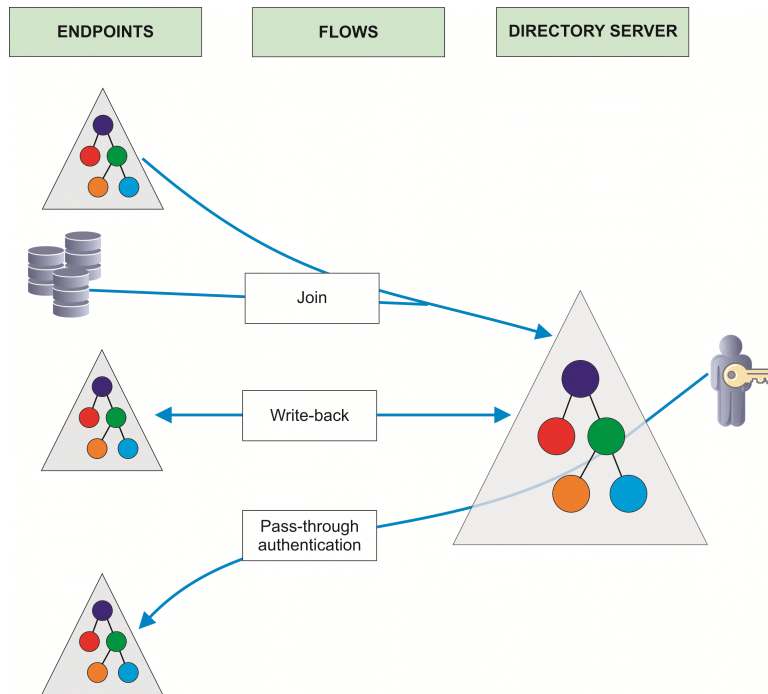 ENDPOINTS
FLOWS
DIRECTORY SERVER
Join
Write-back
Pass-through
authentication